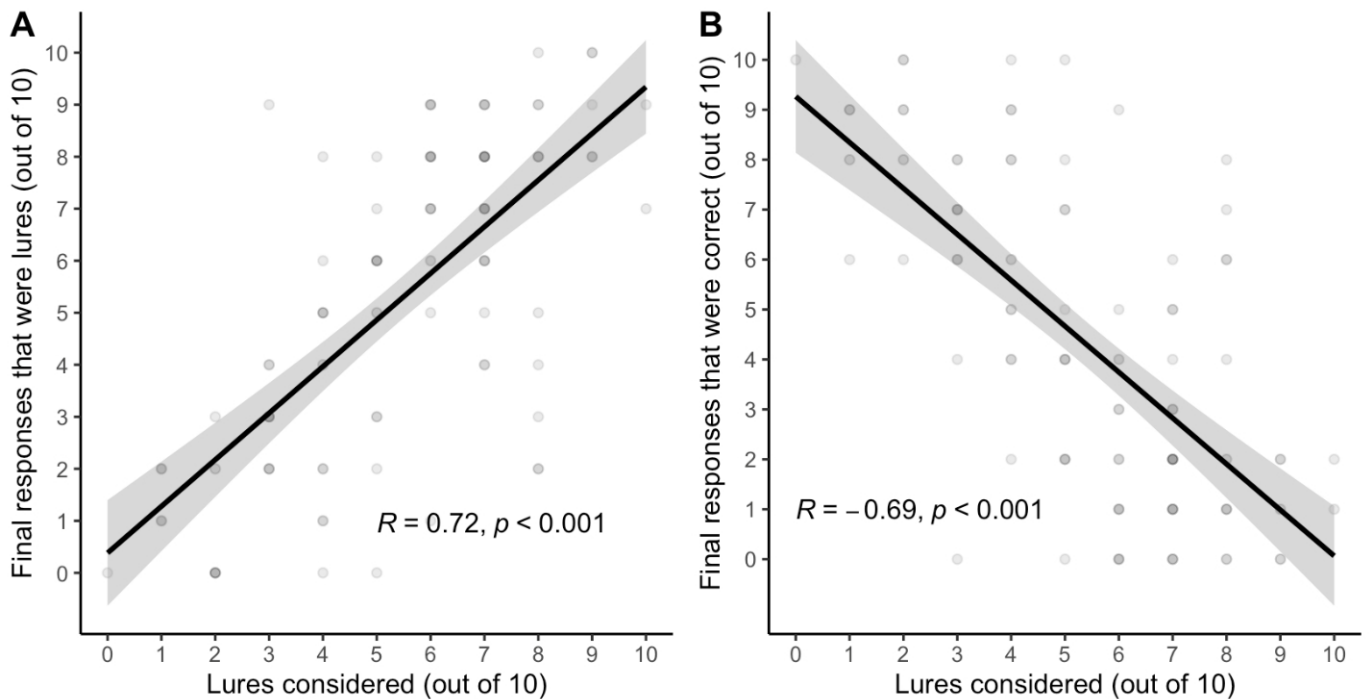 A
Final responses that were lures (out of 10)
10
9
8
7
6
5
4
3
2
1
0
R = 0.72, p < 0.001
0 1 2 3 4 5 6 7 8 9 10
Lures considered (out of 10)
B
Final responses that were correct (out of 10)
10
9
8
7
6
5
4
3
2
1
0
R = −0.69, p < 0.001
0 1 2 3 4 5 6 7 8 9 10
Lures considered (out of 10)